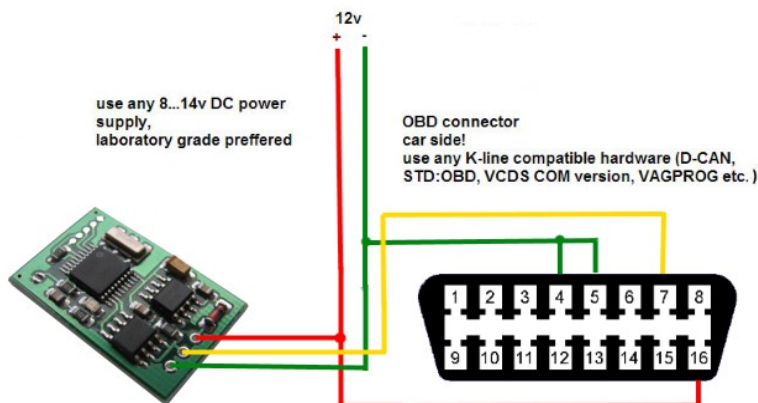 12v
+ -
use any 8...14v DC power
supply,
laboratory grade preffered
OBD connector
car side!
use any K-line compatible hardware (D-CAN,
STD:OBD, VCDS COM version, VAGPROG etc. )
1 2 3 4 5 6 7 8
9 10 11 12 13 14 15 16